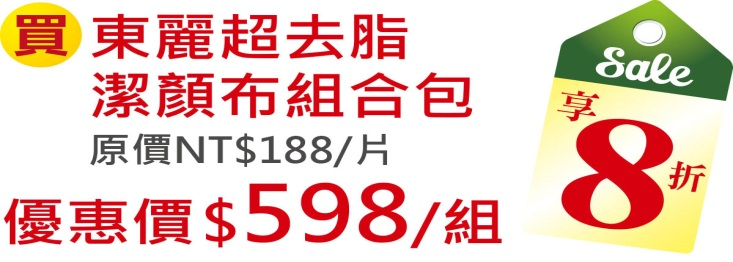 買 東麗超去脂
潔顏布組合包
原價NT$188/片
優惠價$598/組
Sale
享8折